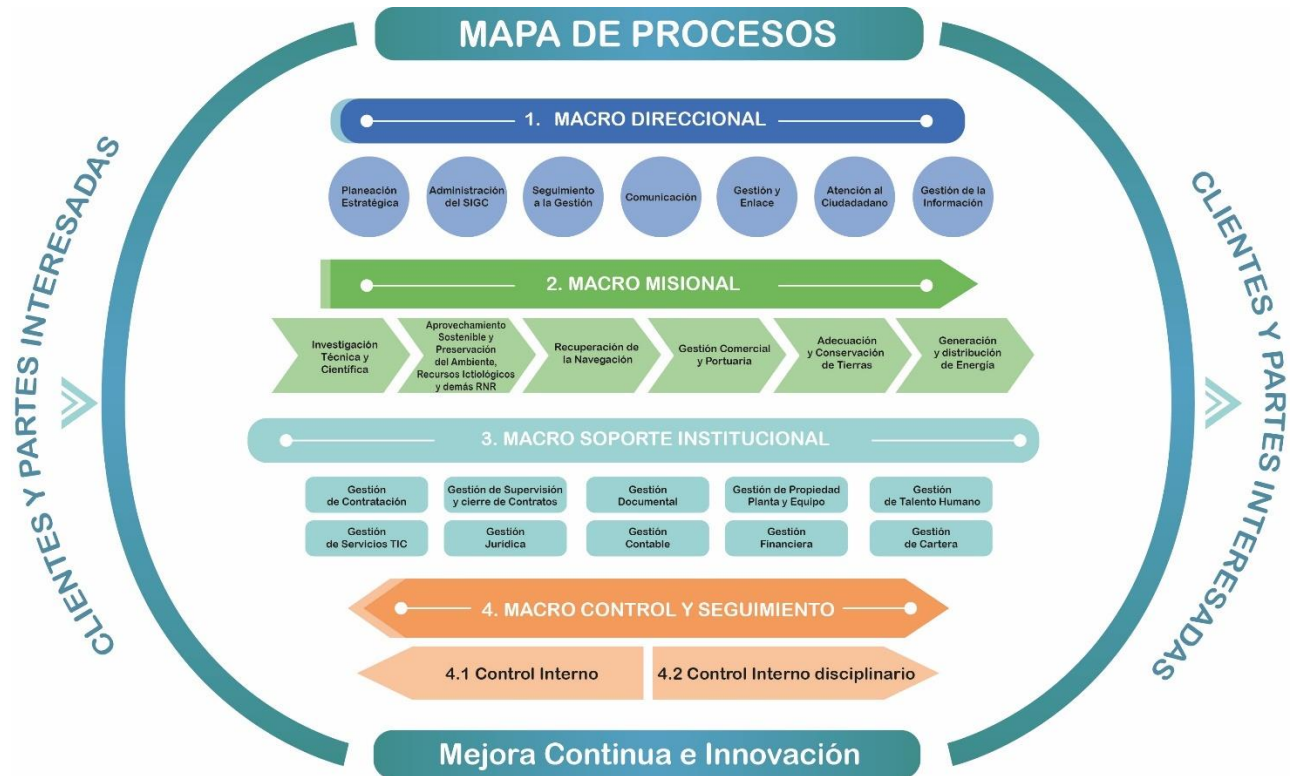 MAPA DE PROCESOS
CLIENTES Y PARTES INTERESADAS
1. MACRO DIRECCIONAL
Planeación
Estratégica
Administración
del SIGC
Seguimiento
a la Gestión
Comunicación
Gestión y
Enlace
Atención al
Ciudadadano
Gestión de la
Información
2. MACRO MISIONAL
Investigación
Técnica y
Científica
Aprovechamiento
Sostenible y
Preservación
del Ambiente,
Recursos Ictiológicos
y demás RNR
Recuperación de
la Navegación
Gestión Comercial
y Portuaria
Adecuación
y Conservación
de Tierras
Generación
y distribución
de Energía
3. MACRO SOPORTE INSTITUCIONAL
Gestión
de Contratación
Gestión de Supervisión
y cierre de Contratos
Gestión
Documental
Gestión de Propiedad
Planta y Equipo
Gestión
de Talento Humano
Gestión
de Servicios TIC
Gestión
Jurídica
Gestión
Contable
Gestión
Financiera
Gestión
de Cartera
4. MACRO CONTROL Y SEGUIMIENTO
4.1 Control Interno
4.2 Control Interno disciplinario
CLIENTES Y PARTES INTERESADAS
Mejora Continua e Innovación